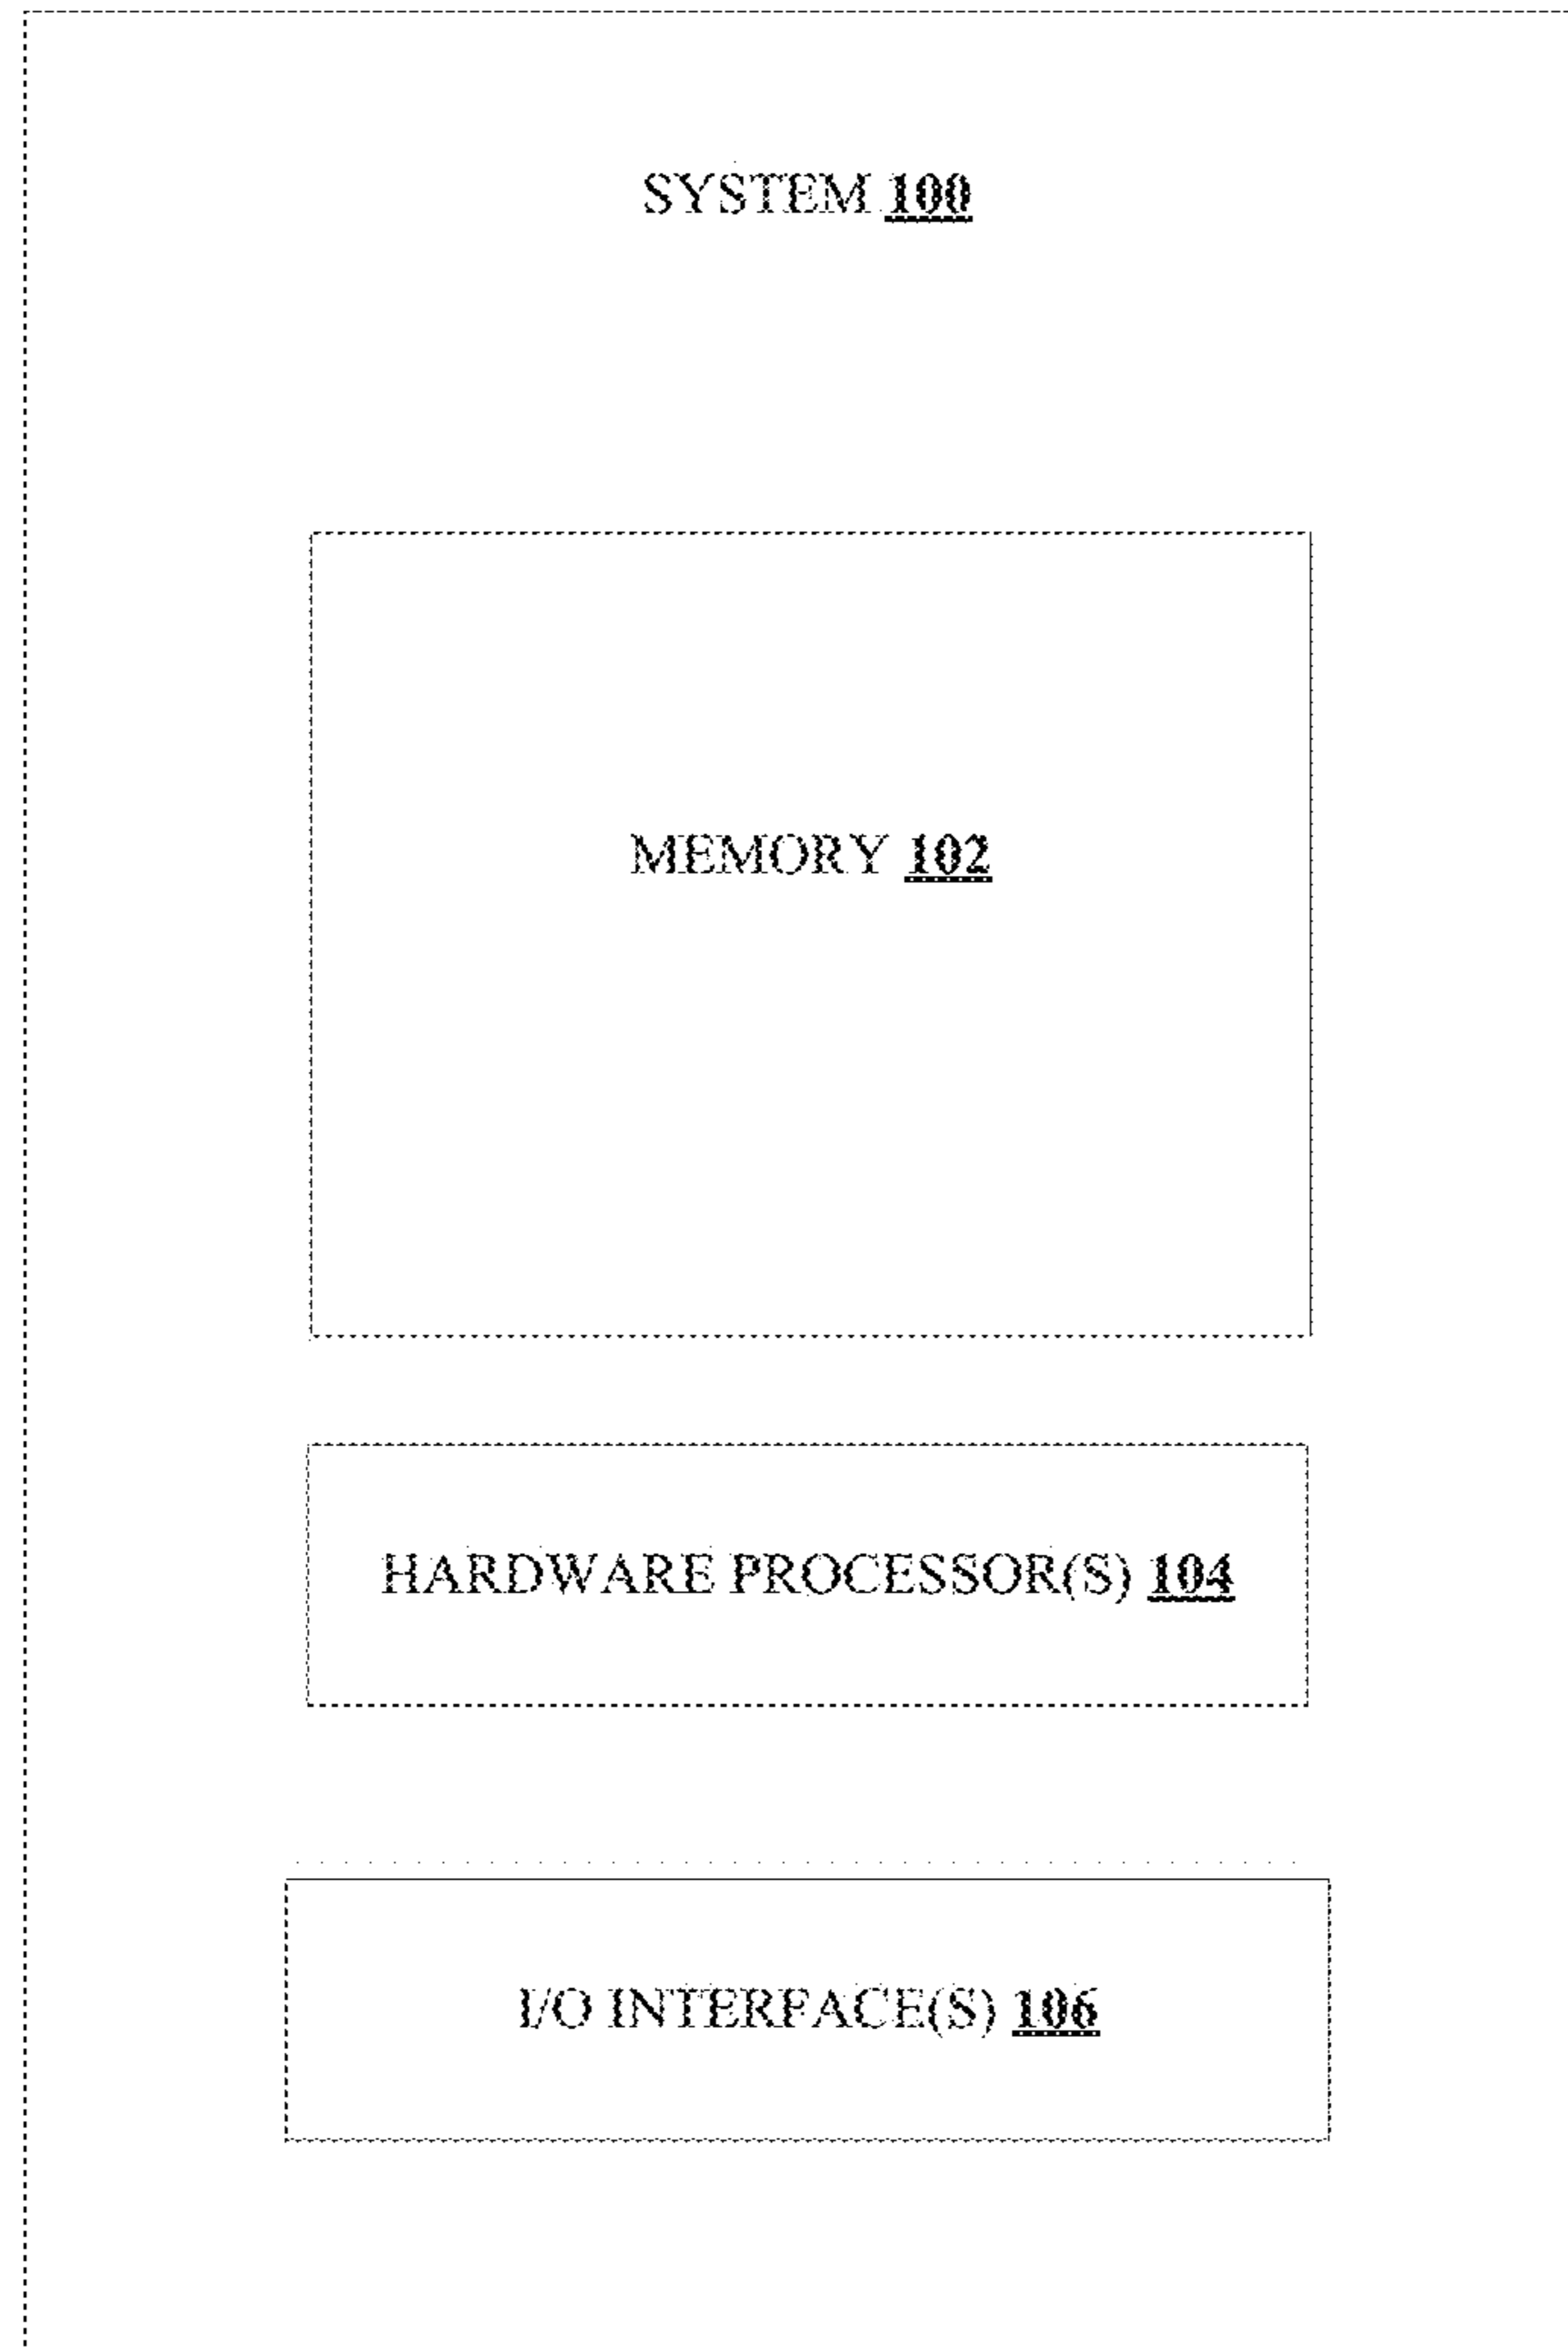 SYSTEM 100
MEMORY 102
HARDWARE PROCESSOR(S) 104
I/O INTERFACE(S) 106